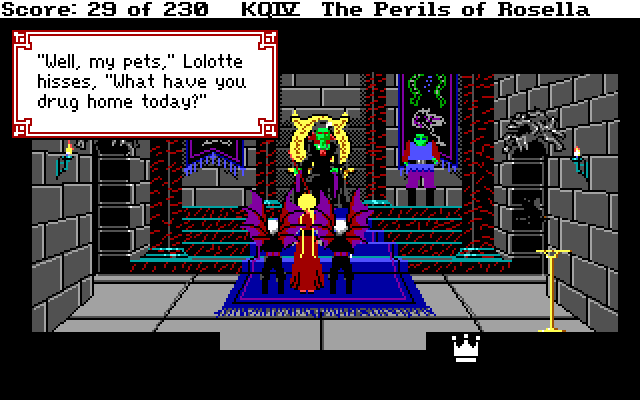 Score: 29 of 230 KQIV The Perils of Rosella
"Well, my pets," Lolotte
hisses, "What have you
drug home today?"